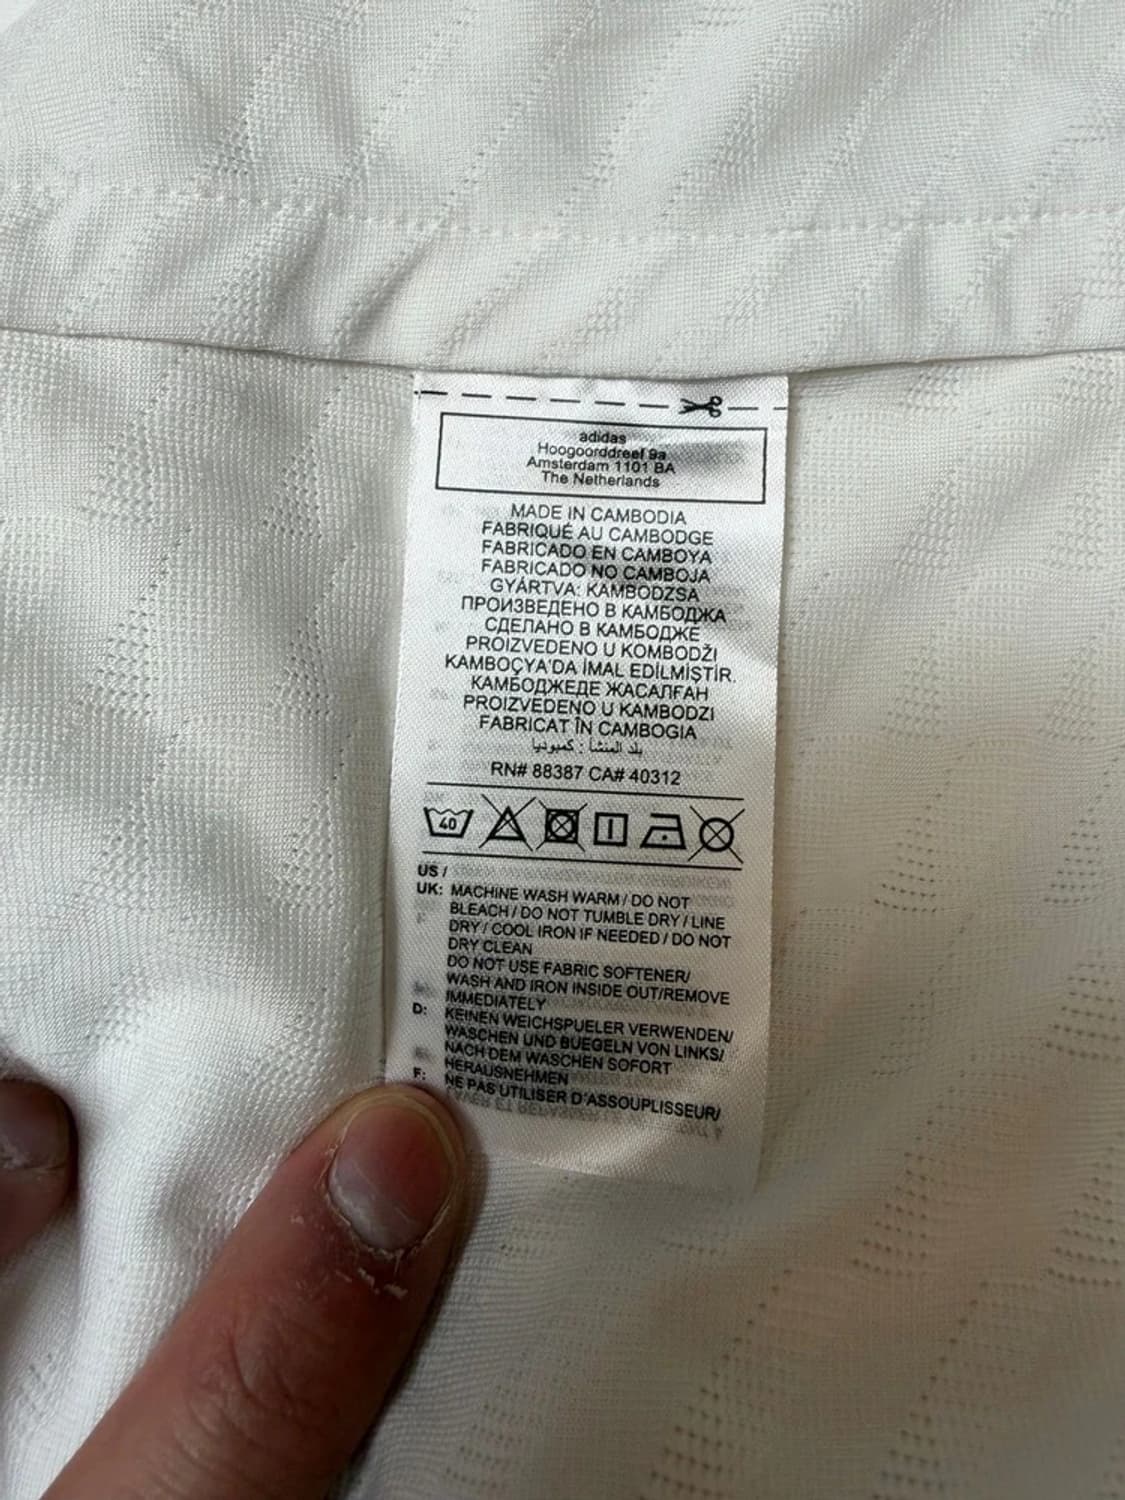 adidas
Hoogoorddreef 9a
Amsterdam 1101 BA
The Netherlands
MADE IN CAMBODIA
FABRIQUÉ AU CAMBODGE
FABRICADO EN CAMBOYA
FABRICADO NO CAMBOJA
GYÁRTVA: KAMBODZSA
ПРОИЗВЕДЕНО В КАМБОДЖА
СДЕЛАНО В КАМБОДЖЕ
PROIZVEDENO U KOMBODŽI
KAMBOÇYA'DA İMAL EDİLMİŞTİR.
КАМБОДЖЕДЕ ЖАСАЛҒАН
PROIZVEDENO U KAMBODZI
FABRICAT ÎN CAMBOGIA
بلد المنشأ : كمبوديا
RN# 88387 CA# 40312
40
US /
UK: MACHINE WASH WARM / DO NOT
BLEACH / DO NOT TUMBLE DRY / LINE
DRY / COOL IRON IF NEEDED / DO NOT
DRY CLEAN
DO NOT USE FABRIC SOFTENER/
WASH AND IRON INSIDE OUT/REMOVE
IMMEDIATELY
D: KEINEN WEICHSPUELER VERWENDEN/
WASCHEN UND BUEGELN VON LINKS/
NACH DEM WASCHEN SOFORT
HERAUSNEHMEN
F: NE PAS UTILISER D'ASSOUPLISSEUR/